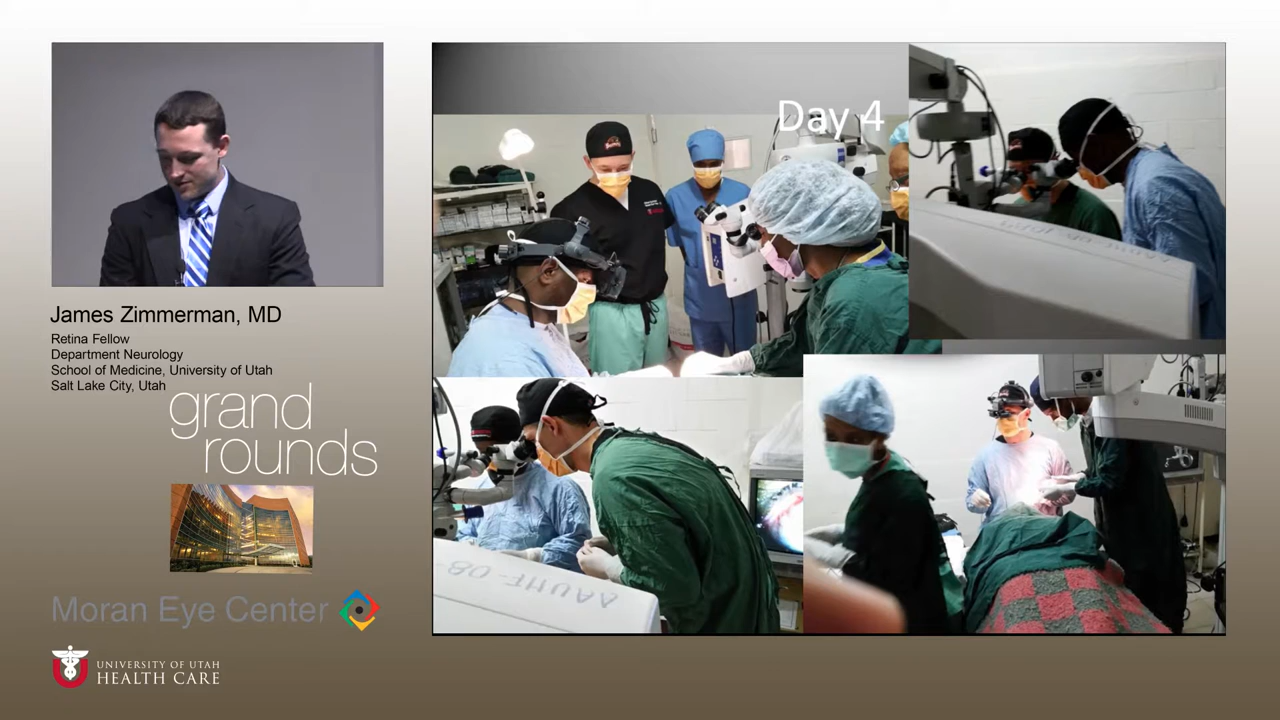 James Zimmerman, MD
Retina Fellow
Department Neurology
School of Medicine, University of Utah
Salt Lake City, Utah
grand
rounds
Moran Eye Center
UNIVERSITY OF UTAH
HEALTH CARE
Day 4